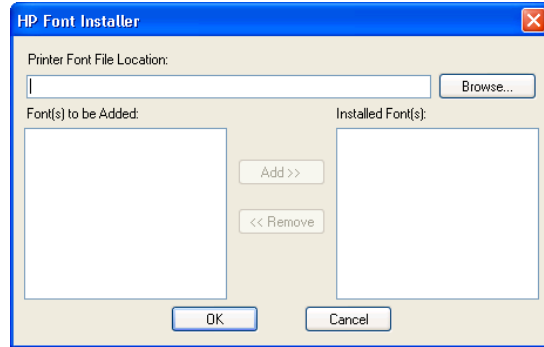 HP Font Installer
Printer Font File Location:
Browse...
Font(s) to be Added:
Installed Font(s):
Add >>
<< Remove
OK
Cancel